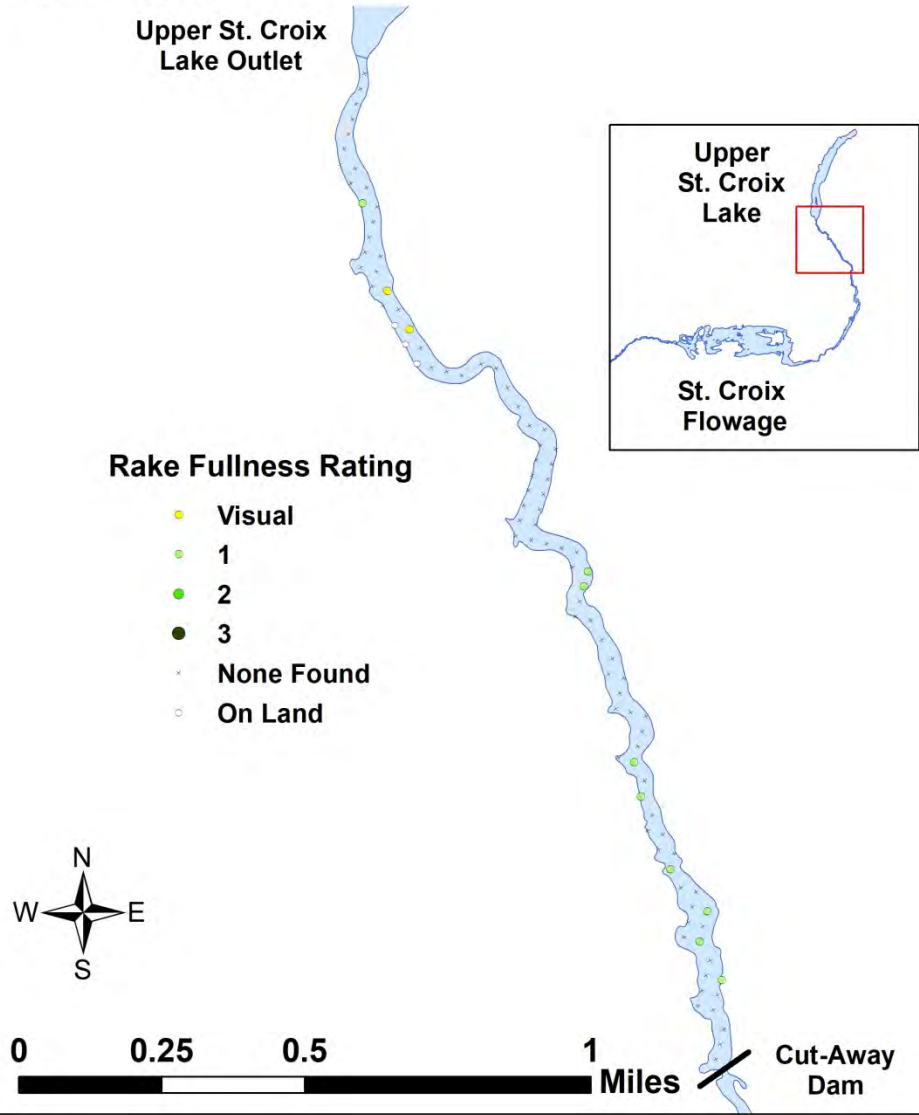 Upper St. Croix
Lake Outlet
Upper
St. Croix
Lake
St. Croix
Flowage
Rake Fullness Rating
Visual
1
2
3
None Found
On Land
N
W E
S
0 0.25 0.5 1
Miles
Cut-Away
Dam